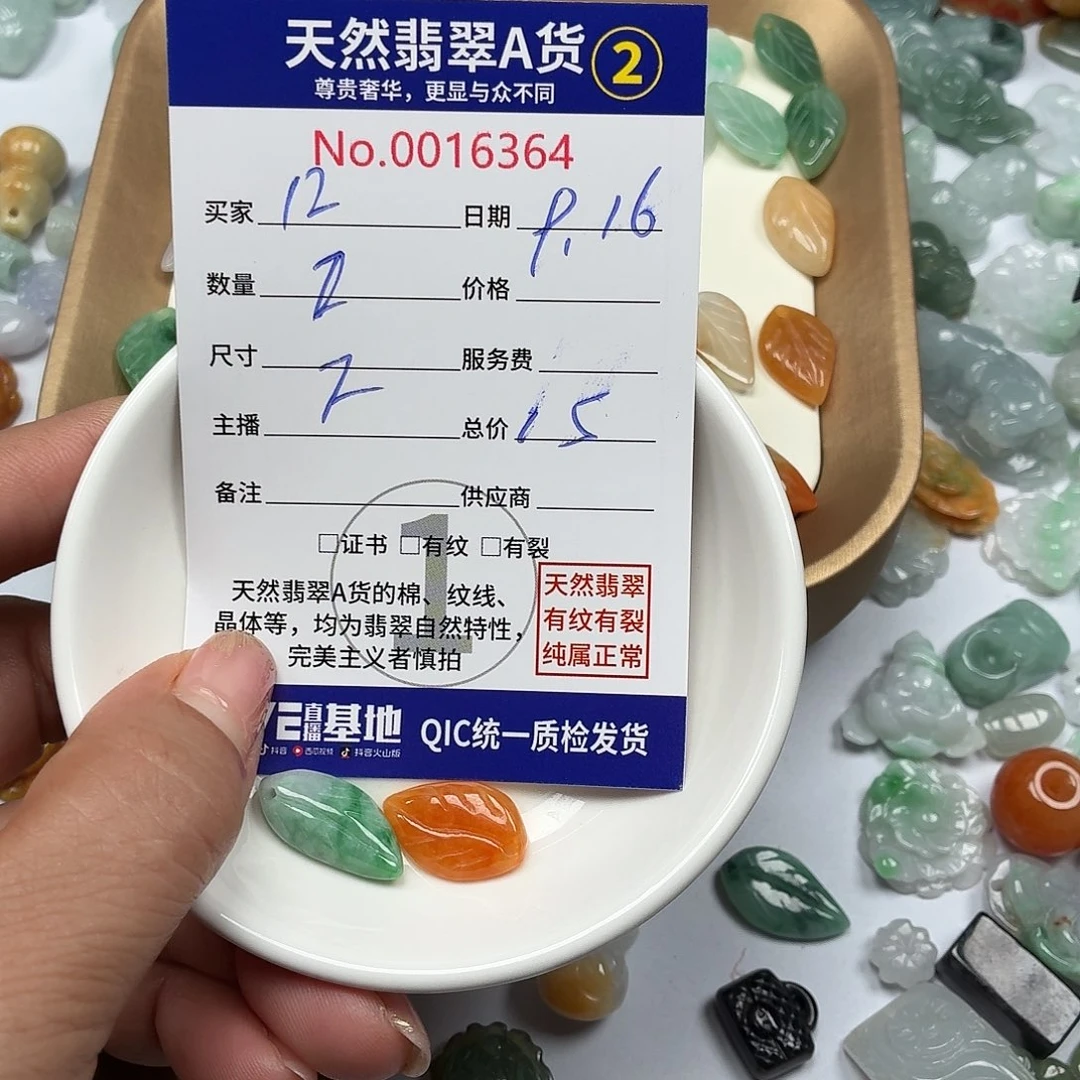 天然翡翠A货 2
尊贵奢华，更显与众不同
No.0016364
买家 12 日期 9.16
数量 2 价格
尺寸 服务费
主播 2 总价 15
备注 供应商
1
□证书 □有纹 □有裂
天然翡翠A货的棉、纹线、
晶体等，均为翡翠自然特性，
完美主义者慎拍
天然翡翠
有纹有裂
纯属正常
直播基地 QIC统一质检发货
抖音 西瓜视频 抖音火山版